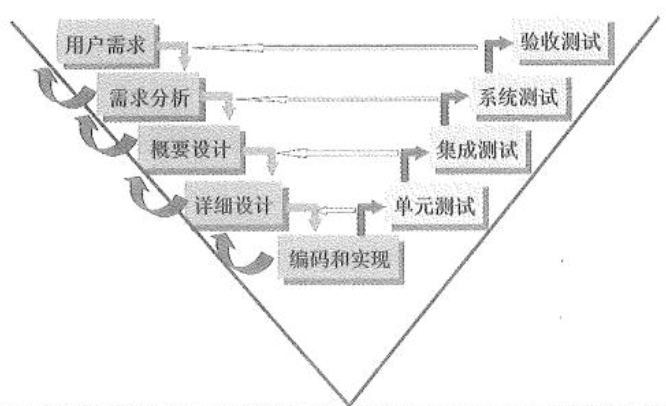 用户需求
验收测试
需求分析
系统测试
概要设计
集成测试
详细设计
单元测试
编码和实现